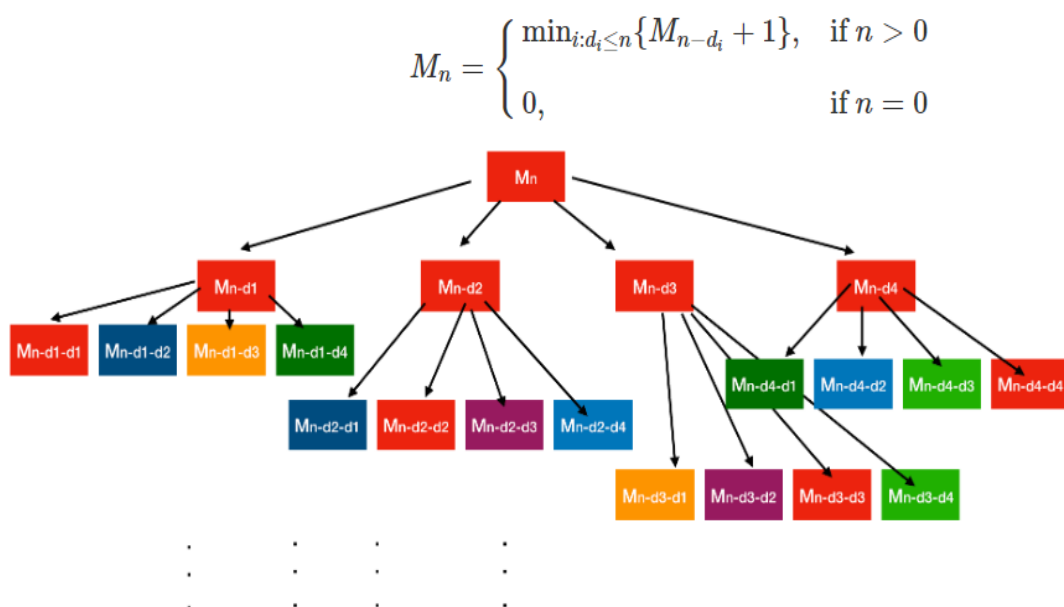 M_n = { min_{i:d_i≤n}{M_{n−d_i} + 1}, if n > 0
0, if n = 0
Mn
Mn-d1 Mn-d2 Mn-d3 Mn-d4
Mn-d1-d1 Mn-d1-d2 Mn-d1-d3 Mn-d1-d4
Mn-d4-d1 Mn-d4-d2 Mn-d4-d3 Mn-d4-d4
Mn-d2-d1 Mn-d2-d2 Mn-d2-d3 Mn-d2-d4
Mn-d3-d1 Mn-d3-d2 Mn-d3-d3 Mn-d3-d4